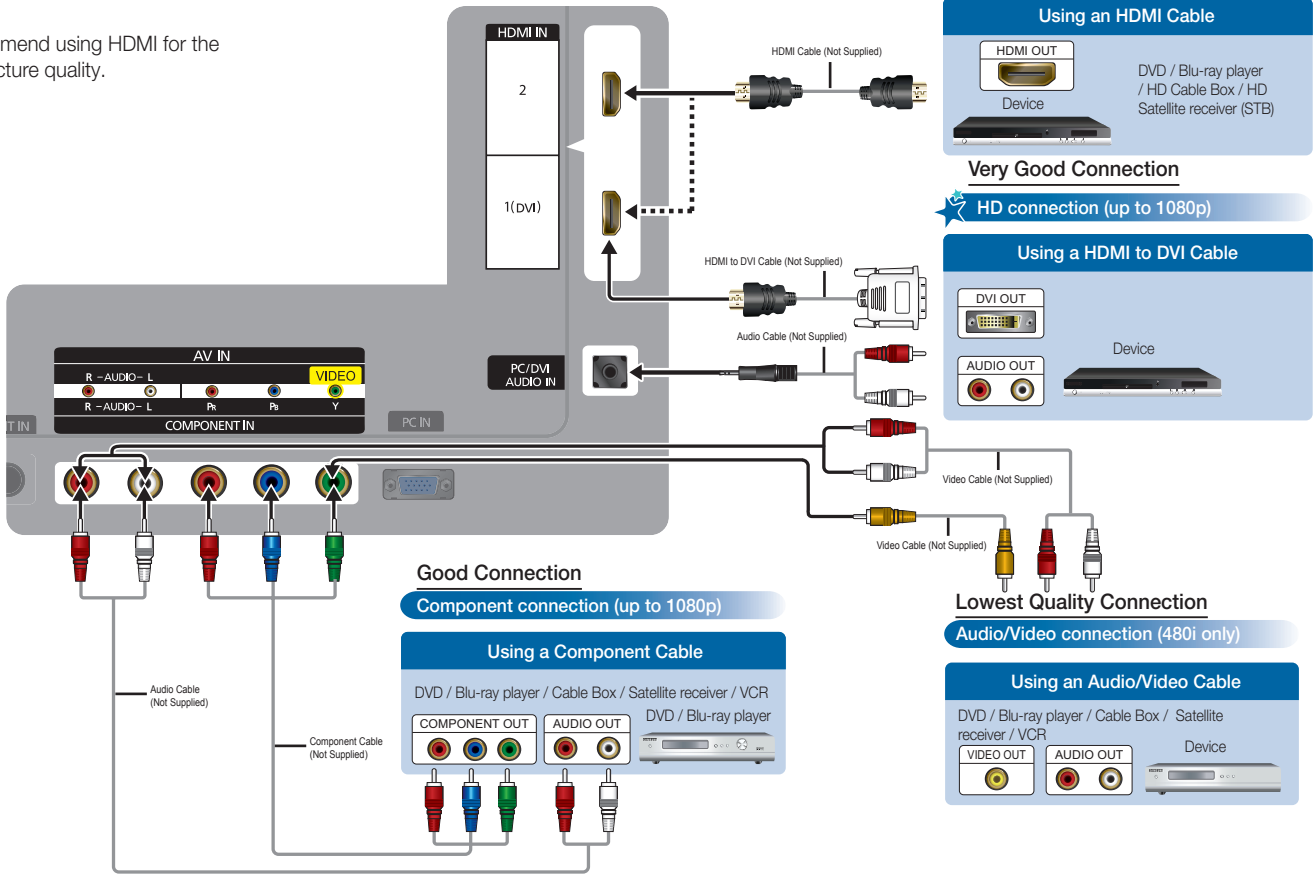 mend using HDMI for the
cture quality.
HDMI IN
2
1(DVI)
HDMI Cable (Not Supplied)
Using an HDMI Cable
HDMI OUT
Device
DVD / Blu-ray player
/ HD Cable Box / HD
Satellite receiver (STB)
Very Good Connection
HD connection (up to 1080p)
HDMI to DVI Cable (Not Supplied)
Audio Cable (Not Supplied)
Using a HDMI to DVI Cable
DVI OUT
AUDIO OUT
Device
PC/DVI
AUDIO IN
AV IN
R -AUDIO- L
VIDEO
R -AUDIO- L PR PB Y
COMPONENT IN
T IN
PC IN
Video Cable (Not Supplied)
Video Cable (Not Supplied)
Good Connection
Component connection (up to 1080p)
Using a Component Cable
DVD / Blu-ray player / Cable Box / Satellite receiver / VCR
COMPONENT OUT
AUDIO OUT
DVD / Blu-ray player
Audio Cable
(Not Supplied)
Component Cable
(Not Supplied)
Lowest Quality Connection
Audio/Video connection (480i only)
Using an Audio/Video Cable
DVD / Blu-ray player / Cable Box / Satellite
receiver / VCR
VIDEO OUT
AUDIO OUT
Device